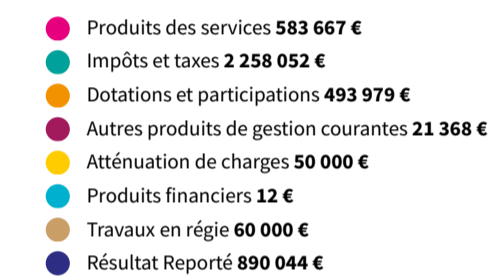 Produits des services 583 667 €
Impôts et taxes 2 258 052 €
Dotations et participations 493 979 €
Autres produits de gestion courantes 21 368 €
Atténuation de charges 50 000 €
Produits financiers 12 €
Travaux en régie 60 000 €
Résultat Reporté 890 044 €